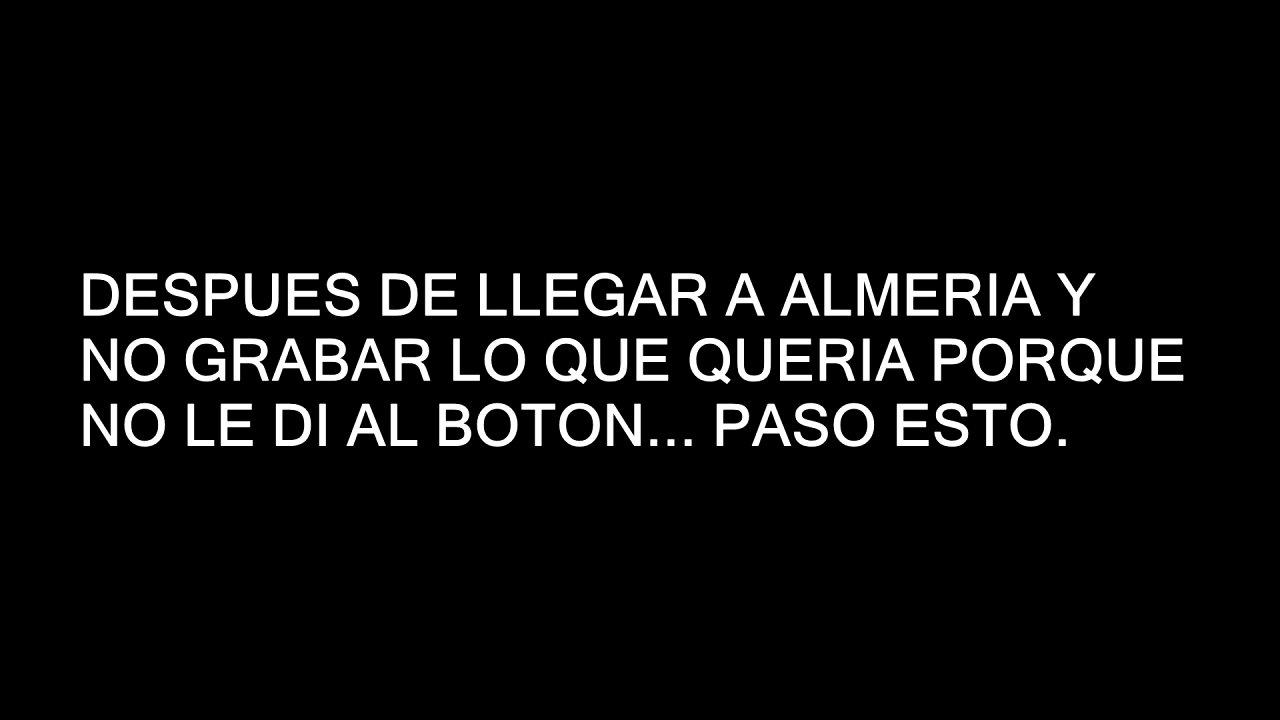 DESPUES DE LLEGAR A ALMERIA Y
NO GRABAR LO QUE QUERIA PORQUE
NO LE DI AL BOTON... PASO ESTO.